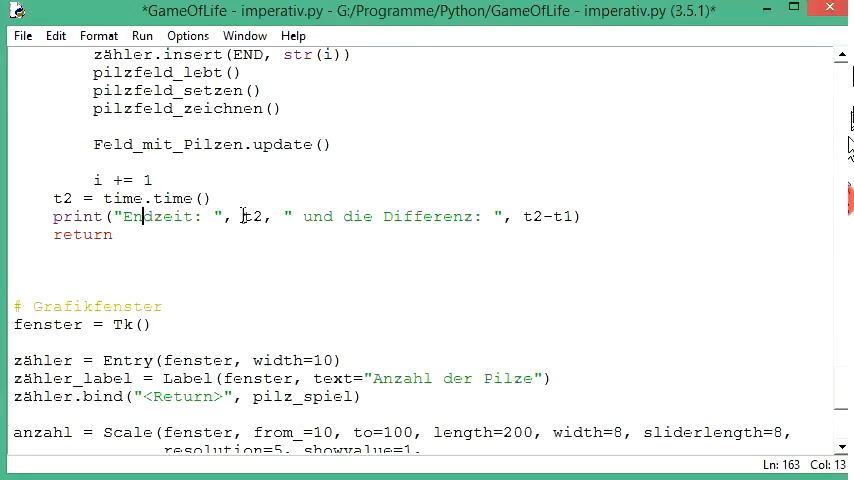 *GameOfLife - imperativ.py - G:/Programme/Python/GameOfLife - imperativ.py (3.5.1)*
File Edit Format Run Options Window Help
zähler.insert(END, str(i))
pilzfeld_lebt()
pilzfeld_setzen()
pilzfeld_zeichnen()
Feld_mit_Pilzen.update()
i += 1
t2 = time.time()
print("Endzeit: ", t2, " und die Differenz: ", t2-t1)
return
# Grafikfenster
fenster = Tk()
zähler = Entry(fenster, width=10)
zähler_label = Label(fenster, text="Anzahl der Pilze")
zähler.bind("<Return>", pilz_spiel)
anzahl = Scale(fenster, from_=10, to=100, length=200, width=8, sliderlength=8,
resolution=5, showvalue=1,
Ln: 163 Col: 13